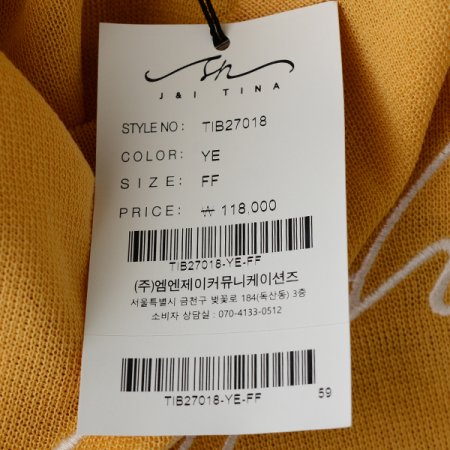 sh
J & I TINA
STYLE NO: TIB27018
COLOR: YE
SIZE: FF
PRICE: ₩ 118,000
TIB27018-YE-FF
(주)엠엔제이커뮤니케이션즈
서울특별시 금천구 벚꽃로 184(독산동) 3층
소비자 상담실 : 070-4133-0512
TIB27018-YE-FF
59